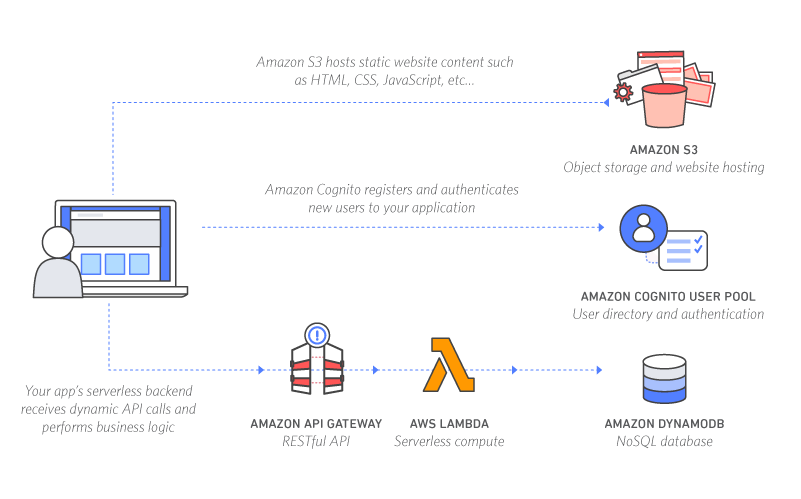 Amazon S3 hosts static website content such
as HTML, CSS, JavaScript, etc...
AMAZON S3
Object storage and website hosting
Amazon Cognito registers and authenticates
new users to your application
AMAZON COGNITO USER POOL
User directory and authentication
Your app's serverless backend
receives dynamic API calls and
performs business logic
AMAZON API GATEWAY
RESTful API
AWS LAMBDA
Serverless compute
AMAZON DYNAMODB
NoSQL database